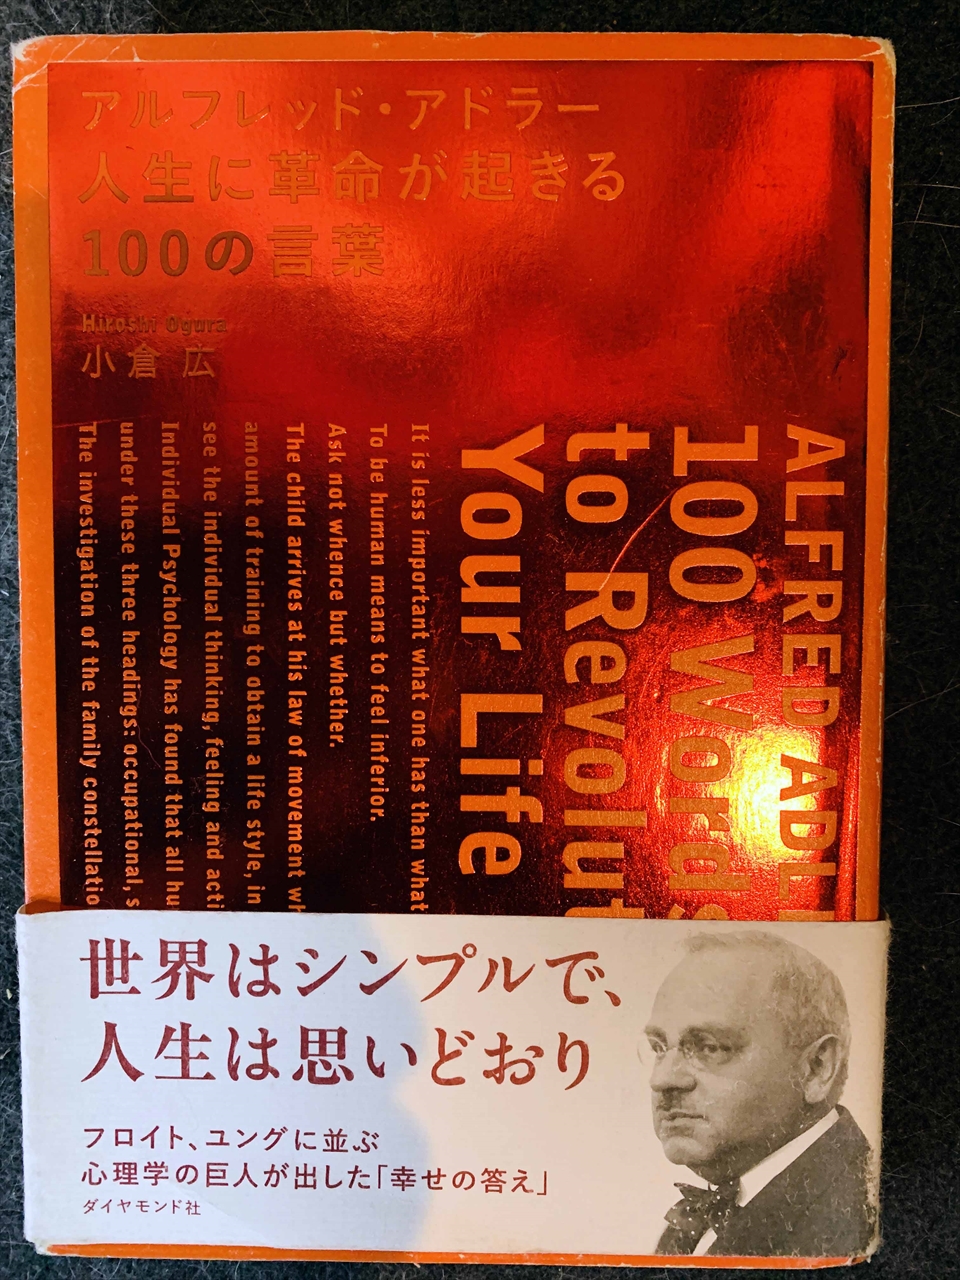 アルフレッド・アドラー
人生に革命が起きる
100の言葉
Hiroshi Ogura
小倉 広
ALFRED ADLE
100 Words
to Revolut
Your Life
It is less important what one has than what
To be human means to feel inferior.
Ask not whence but whether.
The child arrives at his law of movement wh
amount of training to obtain a life style, in
see the individual thinking, feeling and acti
Individual Psychology has found that all hu
under these three headings: occupational, s
The investigation of the family constellatio
世界はシンプルで、
人生は思いどおり
フロイト、ユングに並ぶ
心理学の巨人が出した「幸せの答え」
ダイヤモンド社